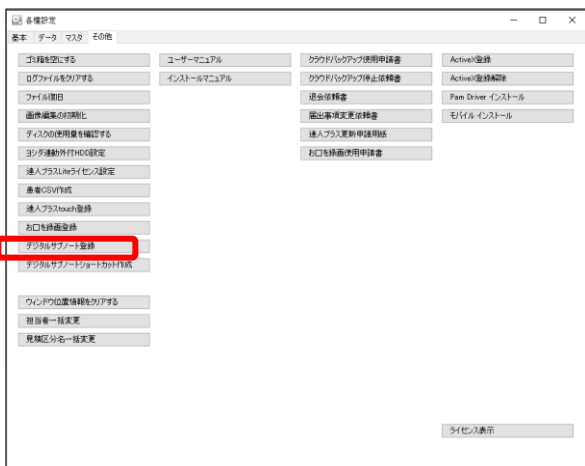 各種設定
基本 データ マスタ その他
ゴミ箱を空にする
ログファイルをクリアする
ファイル復旧
画像編集の初期化
ディスクの使用量を確認する
ヨシダ連動外付HDD設定
達人プラスLiteライセンス設定
患者CSV作成
達人プラスtouch登録
お口を録画登録
デジタルサブノート登録
デジタルサブノートショートカット作成
ウィンドウ位置情報をクリアする
担当者一括変更
見積区分名一括変更
ユーザーマニュアル
インストールマニュアル
クラウドバックアップ使用申請書
クラウドバックアップ停止依頼書
退会依頼書
届出事項変更依頼書
達人プラス更新申請用紙
お口を録画使用申請書
ActiveX登録
ActiveX登録解除
Pam Driver インストール
モバイル インストール
ライセンス表示